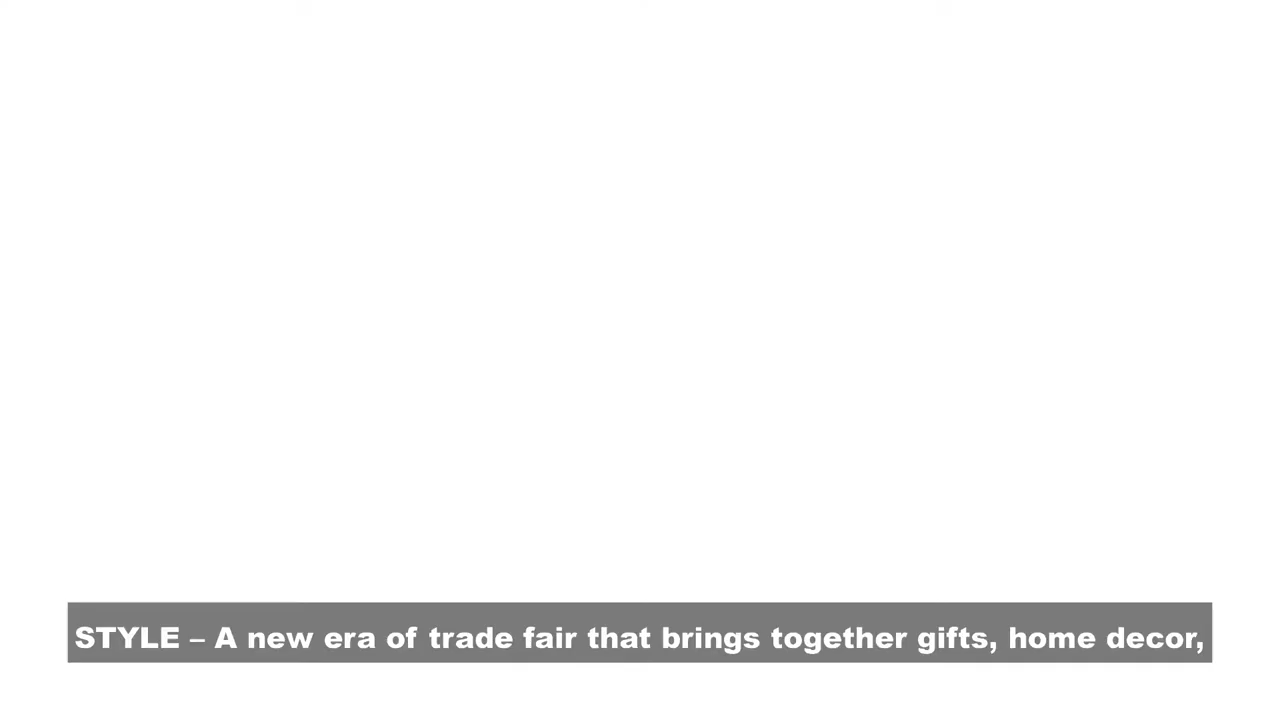 STYLE – A new era of trade fair that brings together gifts, home decor,